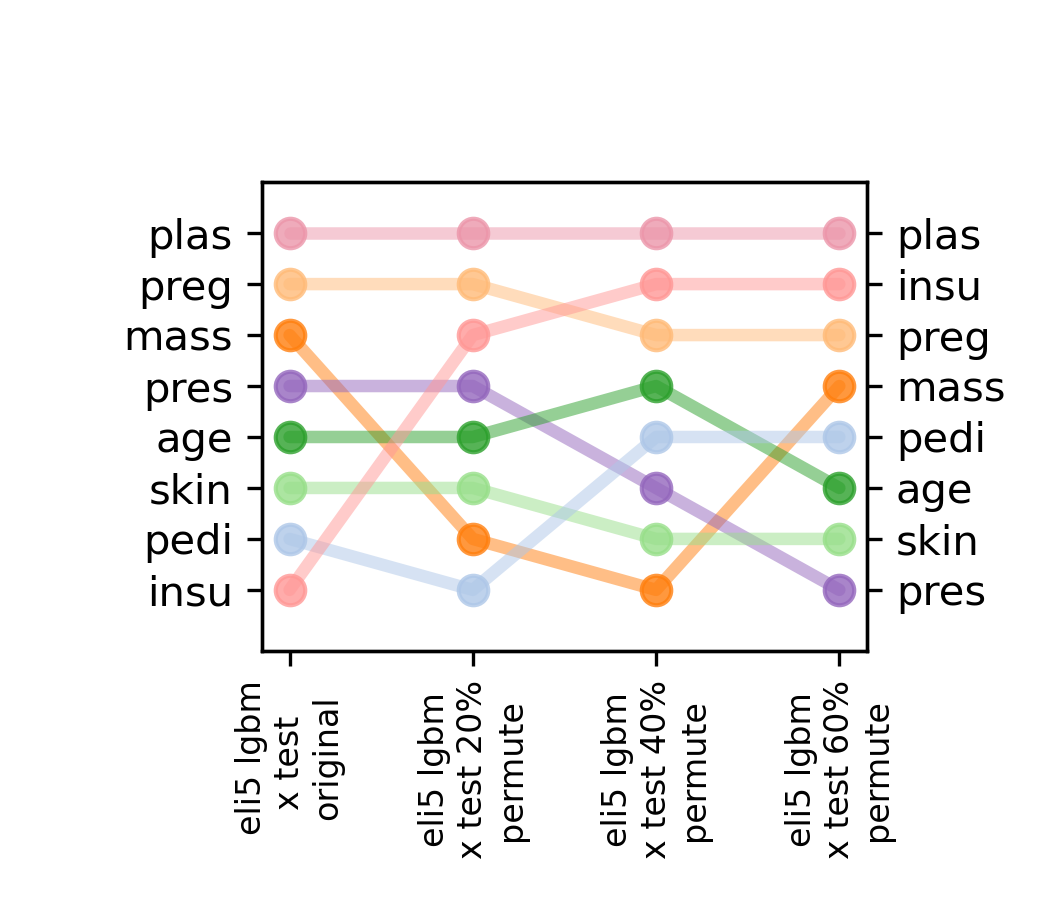 plas
preg
mass
pres
age
skin
pedi
insu
plas
insu
preg
mass
pedi
age
skin
pres
eli5 lgbm
x test
original
eli5 lgbm
x test 20%
permute
eli5 lgbm
x test 40%
permute
eli5 lgbm
x test 60%
permute